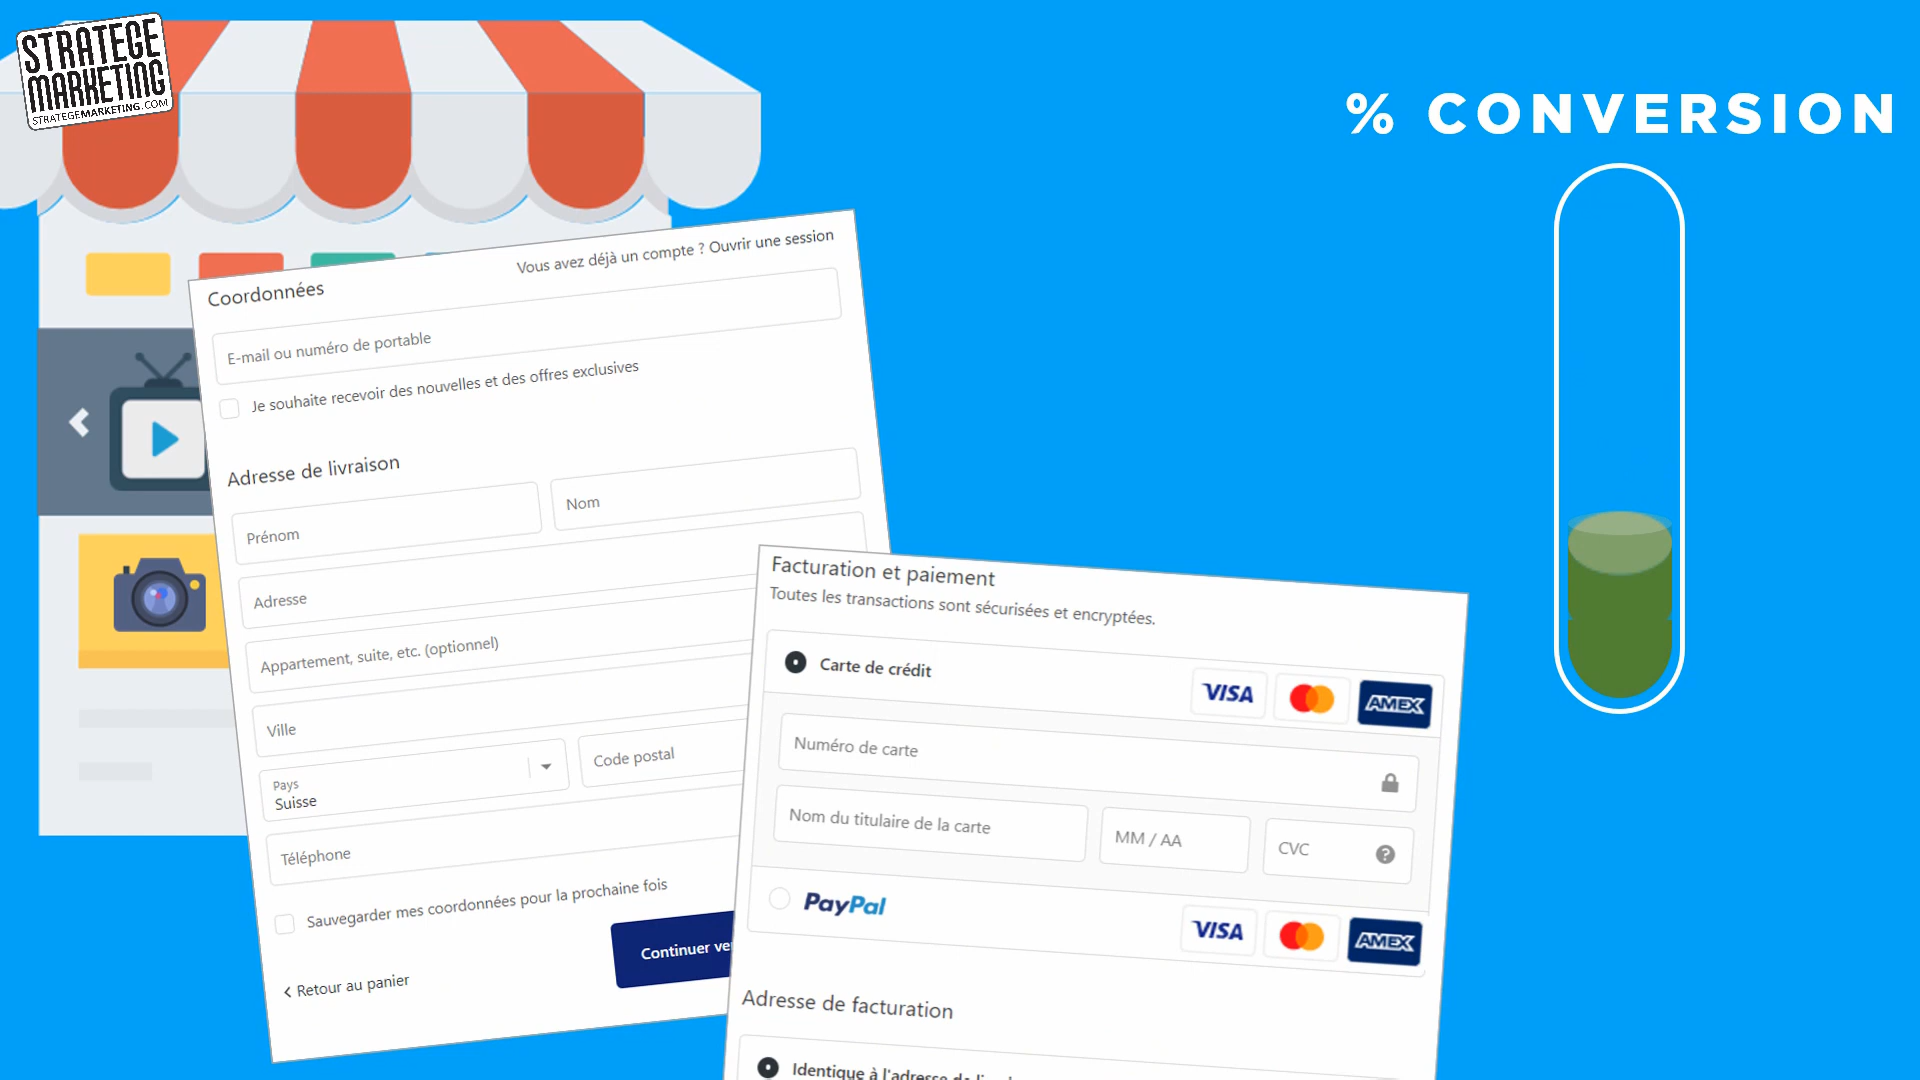 STRATEGE
MARKETING
STRATEGEMARKETING.COM
% CONVERSION
Vous avez déjà un compte ? Ouvrir une session
Coordonnées
E-mail ou numéro de portable
Je souhaite recevoir des nouvelles et des offres exclusives
Adresse de livraison
Prénom
Nom
Adresse
Appartement, suite, etc. (optionnel)
Ville
Pays
Suisse
Code postal
Téléphone
Sauvegarder mes coordonnées pour la prochaine fois
Continuer
< Retour au panier
Facturation et paiement
Toutes les transactions sont sécurisées et encryptées.
Carte de crédit
VISA
AMEX
Numéro de carte
Nom du titulaire de la carte
MM / AA
CVC
?
PayPal
VISA
AMEX
Adresse de facturation
Identique à l'adresse de